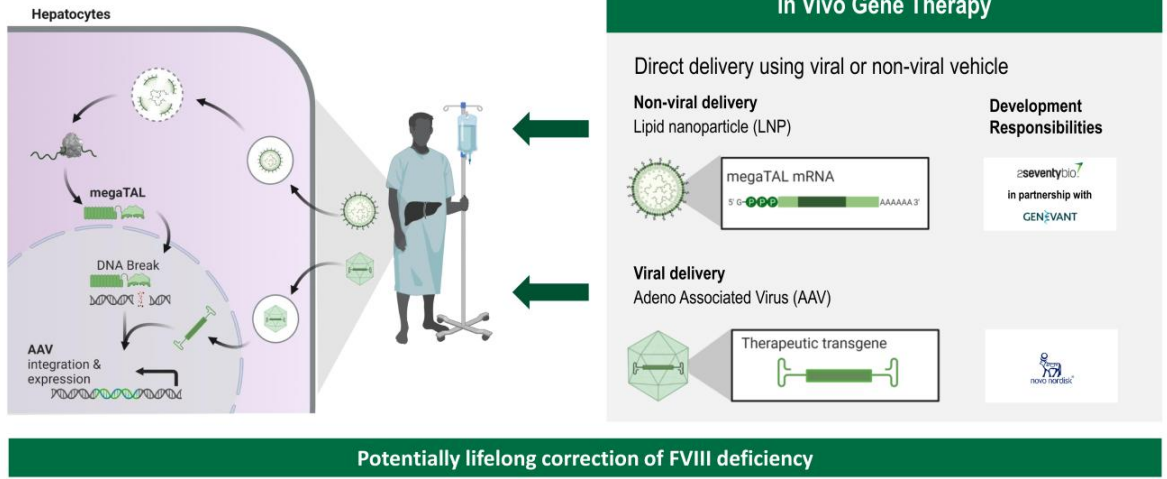 Hepatocytes
megaTAL
DNA Break
AAV
integration &
expression
In Vivo Gene Therapy
Direct delivery using viral or non-viral vehicle
Non-viral delivery
Lipid nanoparticle (LNP)
Development
Responsibilities
megaTAL mRNA
5' G-PPP AAAAAA 3'
2seventybio
in partnership with
GENEVANT
Viral delivery
Adeno Associated Virus (AAV)
Therapeutic transgene
novo nordisk
Potentially lifelong correction of FVIII deficiency